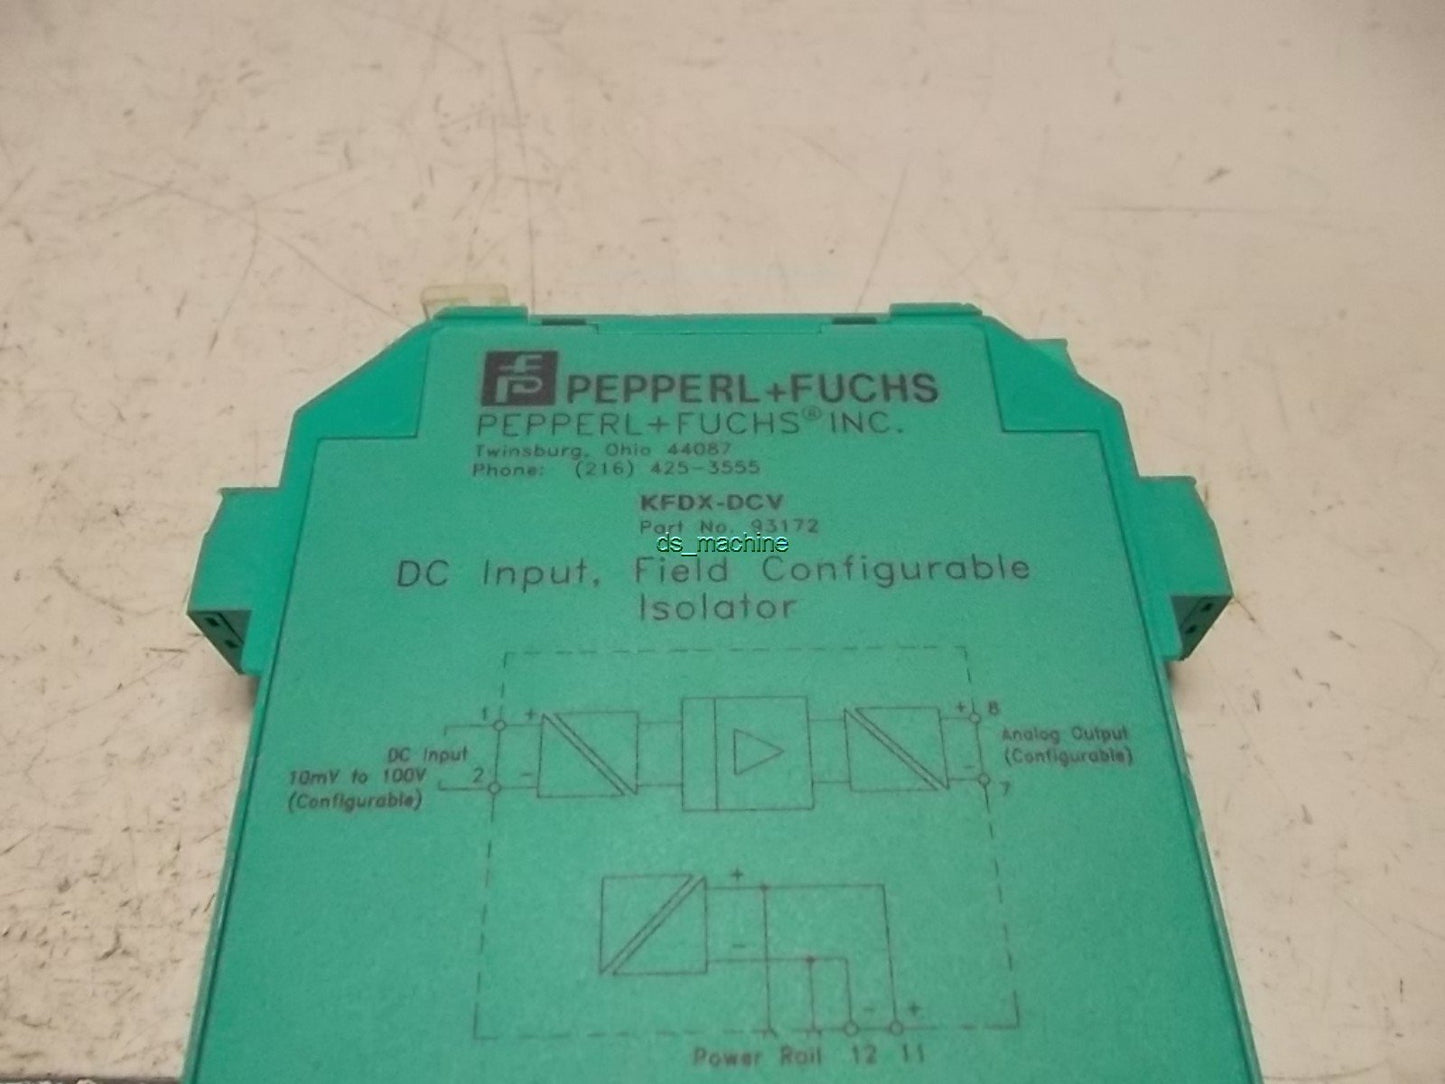 PEPPERL+FUCHS
PEPPERL+FUCHS® INC.
Twinsburg, Ohio 44087
Phone: (216) 425-3555
KFDX-DCV
Part No. 93172
ds_machine
DC Input, Field Configurable
Isolator
1 + + 8
DC Input
10mV to 100V
(Configurable)
2 - - 7
Analog Output
(Configurable)
+
-
- +
Power Rail 12 11